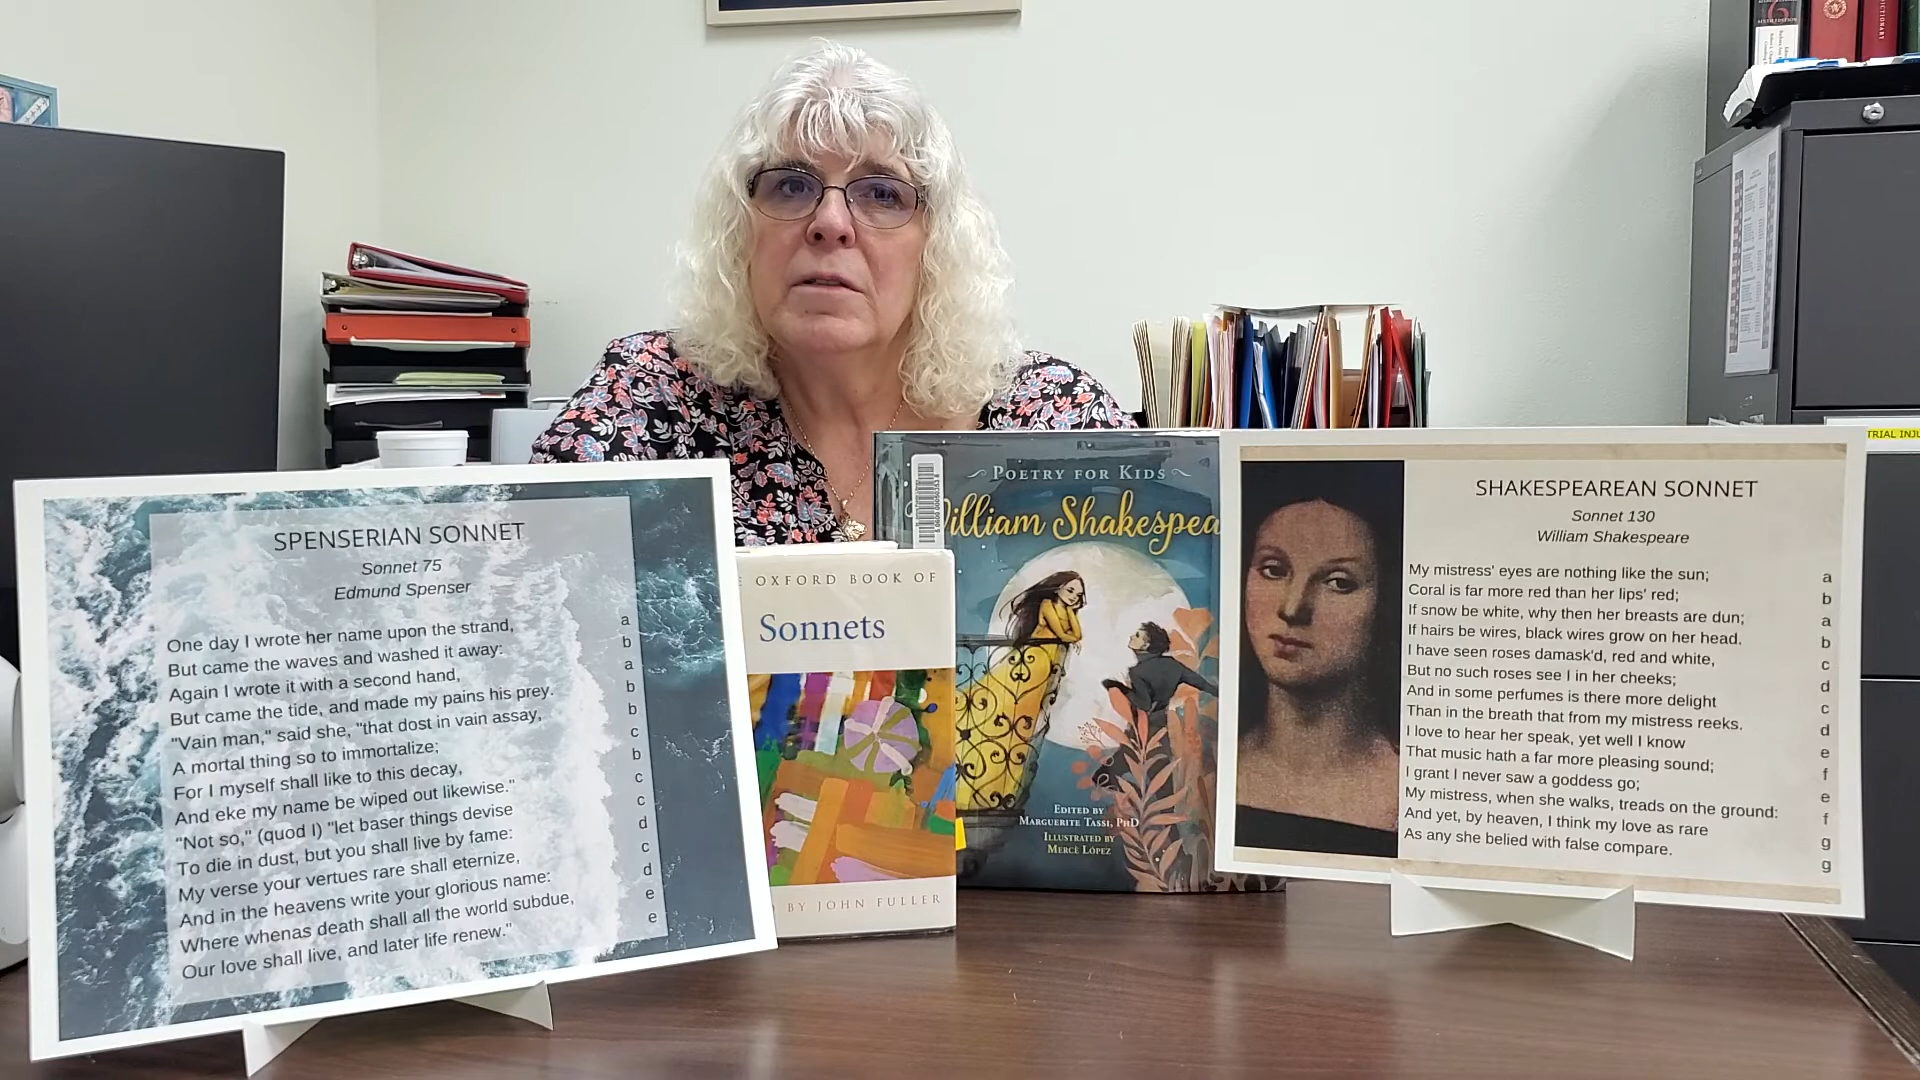 SPENSERIAN SONNET
Sonnet 75
Edmund Spenser
One day I wrote her name upon the strand, a
But came the waves and washed it away: b
Again I wrote it with a second hand, a
But came the tide, and made my pains his prey. b
"Vain man," said she, "that dost in vain assay, b
A mortal thing so to immortalize; c
For I myself shall like to this decay, b
And eke my name be wiped out likewise." c
"Not so," (quod I) "let baser things devise c
To die in dust, but you shall live by fame: d
My verse your vertues rare shall eternize, c
And in the heavens write your glorious name: d
Where whenas death shall all the world subdue, e
Our love shall live, and later life renew." e
OXFORD BOOK OF
Sonnets
BY JOHN FULLER
POETRY FOR KIDS
William Shakespea
EDITED BY
MARGUERITE TASSI, PHD
ILLUSTRATED BY
MERCÈ LÓPEZ
SHAKESPEAREAN SONNET
Sonnet 130
William Shakespeare
My mistress' eyes are nothing like the sun; a
Coral is far more red than her lips' red; b
If snow be white, why then her breasts are dun; a
If hairs be wires, black wires grow on her head. b
I have seen roses damask'd, red and white, c
But no such roses see I in her cheeks; d
And in some perfumes is there more delight c
Than in the breath that from my mistress reeks. d
I love to hear her speak, yet well I know e
That music hath a far more pleasing sound; f
I grant I never saw a goddess go; e
My mistress, when she walks, treads on the ground: f
And yet, by heaven, I think my love as rare g
As any she belied with false compare. g
TRIAL INJU